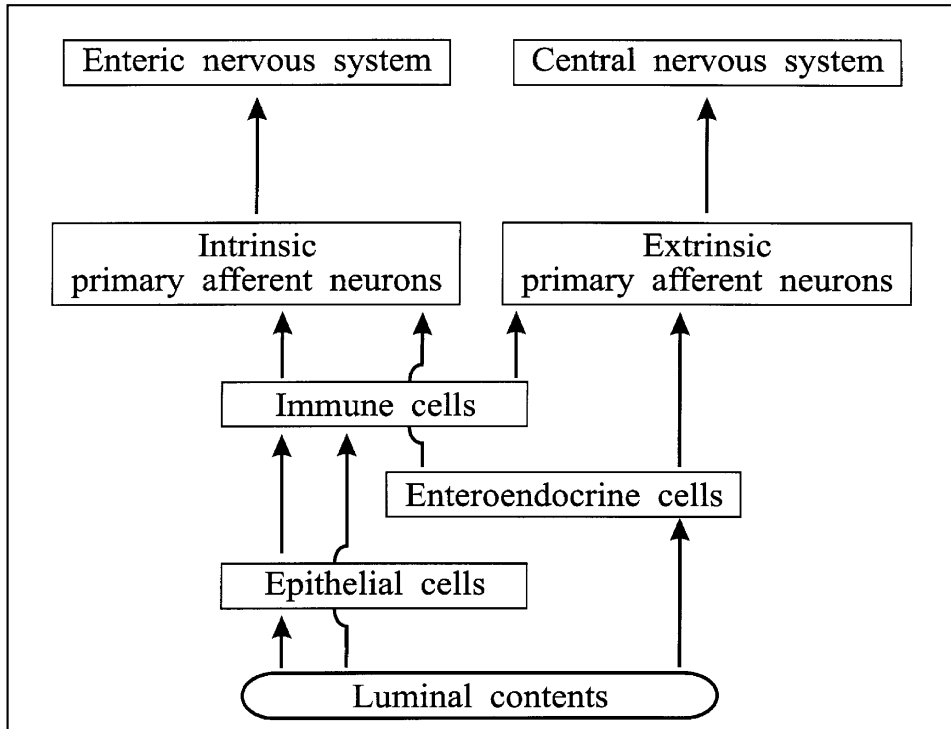 Enteric nervous system
Central nervous system
Intrinsic
primary afferent neurons
Extrinsic
primary afferent neurons
Immune cells
Enteroendocrine cells
Epithelial cells
Luminal contents